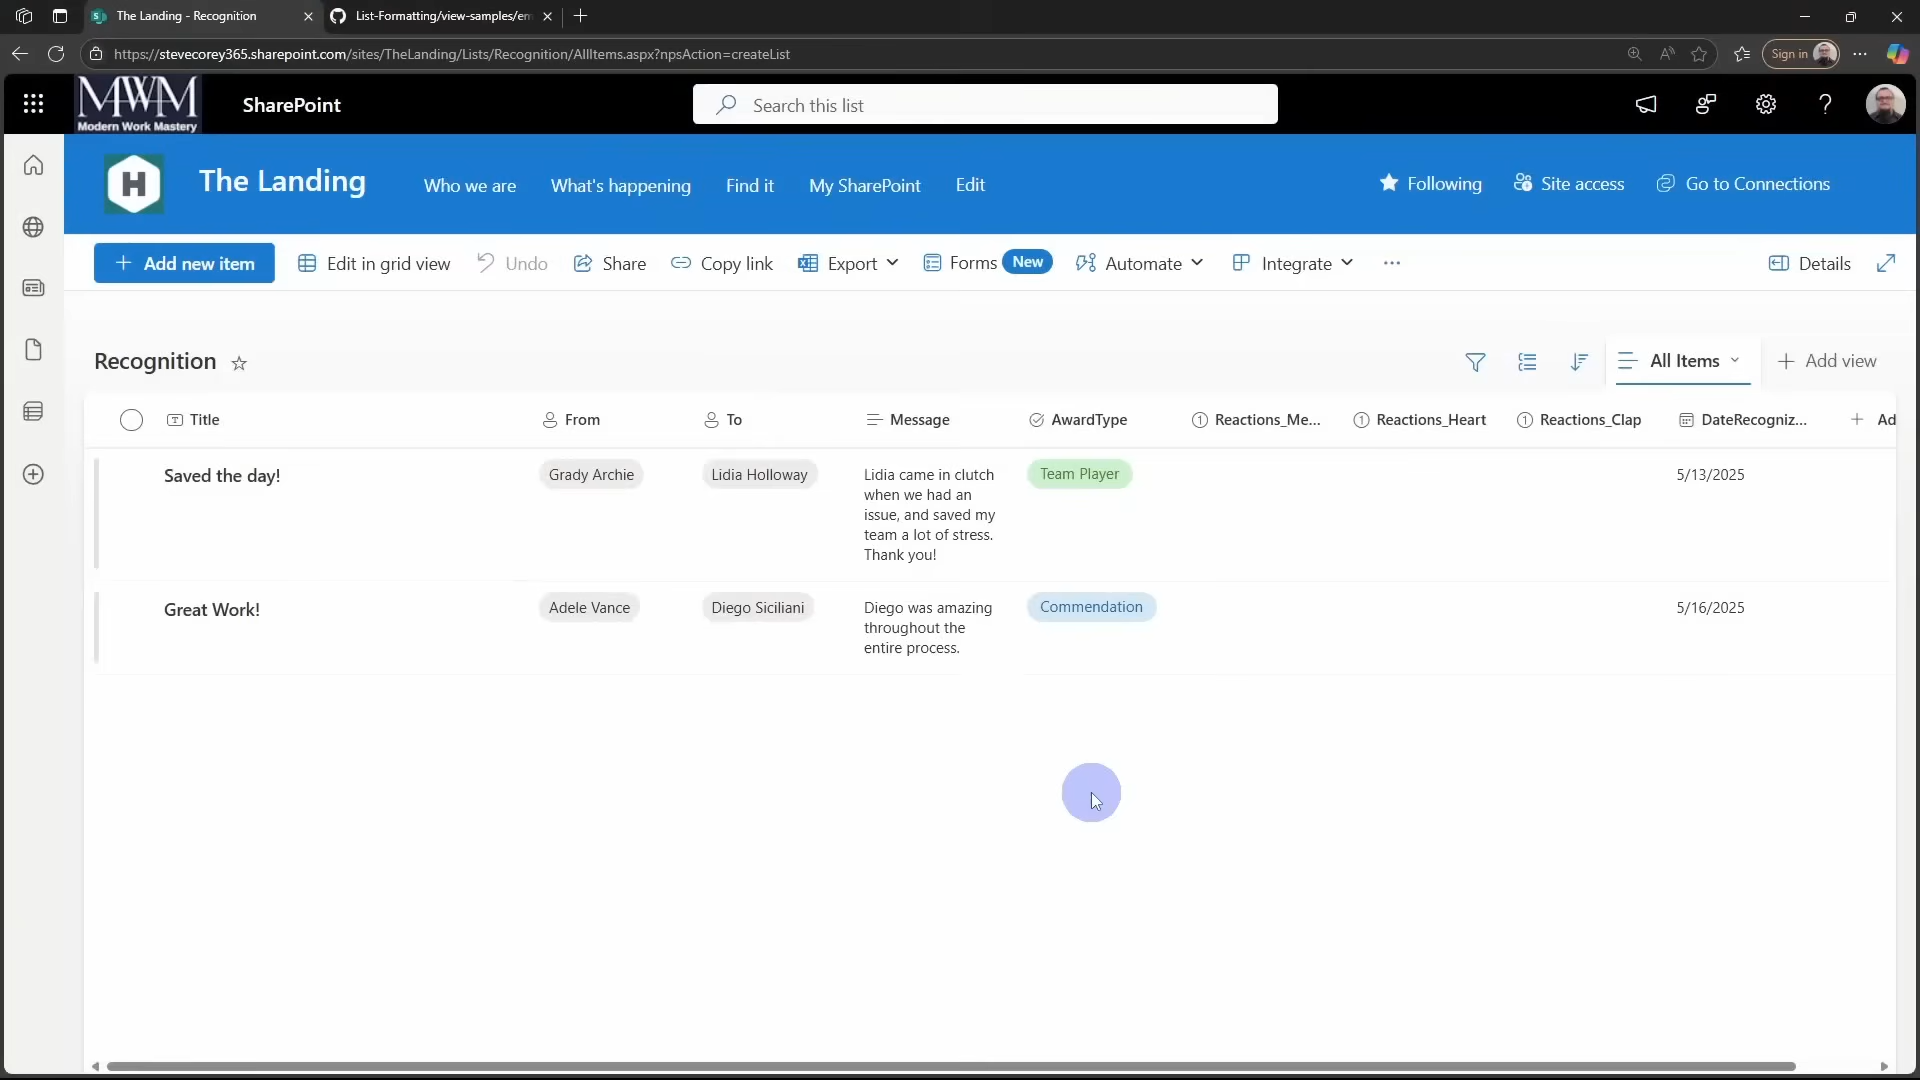 The Landing - Recognition
List-Formatting/view-samples/em
https://stevecorey365.sharepoint.com/sites/TheLanding/Lists/Recognition/AllItems.aspx?npsAction=createList
Sign in
MWM
Modern Work Mastery
SharePoint
Search this list
H
The Landing
Who we are
What's happening
Find it
My SharePoint
Edit
Following
Site access
Go to Connections
Add new item
Edit in grid view
Undo
Share
Copy link
Export
Forms New
Automate
Integrate
Details
Recognition
All Items
Add view
Title
From
To
Message
AwardType
Reactions_Me...
Reactions_Heart
Reactions_Clap
DateRecogniz...
Ad
Saved the day!
Grady Archie
Lidia Holloway
Lidia came in clutch
when we had an
issue, and saved my
team a lot of stress.
Thank you!
Team Player
5/13/2025
Great Work!
Adele Vance
Diego Siciliani
Diego was amazing
throughout the
entire process.
Commendation
5/16/2025